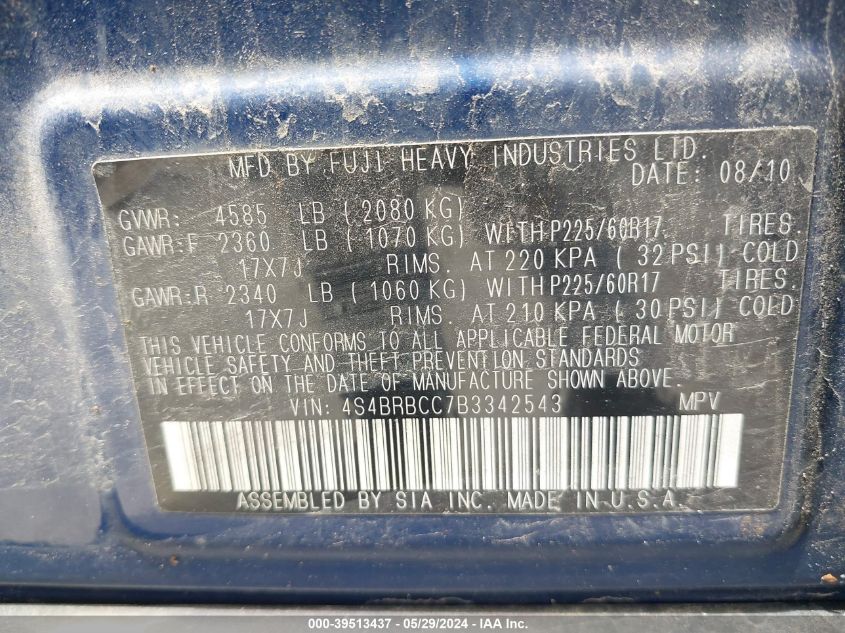 MFD BY FUJI HEAVY INDUSTRIES LTD.
DATE: 08/10
GVWR: 4585 LB (2080 KG)
GAWR:F 2360 LB (1070 KG) WITH P225/60R17 TIRES.
17X7J RIMS. AT 220 KPA (32 PSI) COLD
GAWR:R 2340 LB (1060 KG) WITH P225/60R17 TIRES.
17X7J RIMS. AT 210 KPA (30 PSI) COLD
THIS VEHICLE CONFORMS TO ALL APPLICABLE FEDERAL MOTOR
VEHICLE SAFETY AND THEFT PREVENTION STANDARDS
IN EFFECT ON THE DATE OF MANUFACTURE SHOWN ABOVE.
VIN: 4S4BRBCC7B3342543 MPV
ASSEMBLED BY SIA INC. MADE IN U.S.A.
000-39513437 - 05/29/2024 - IAA Inc.